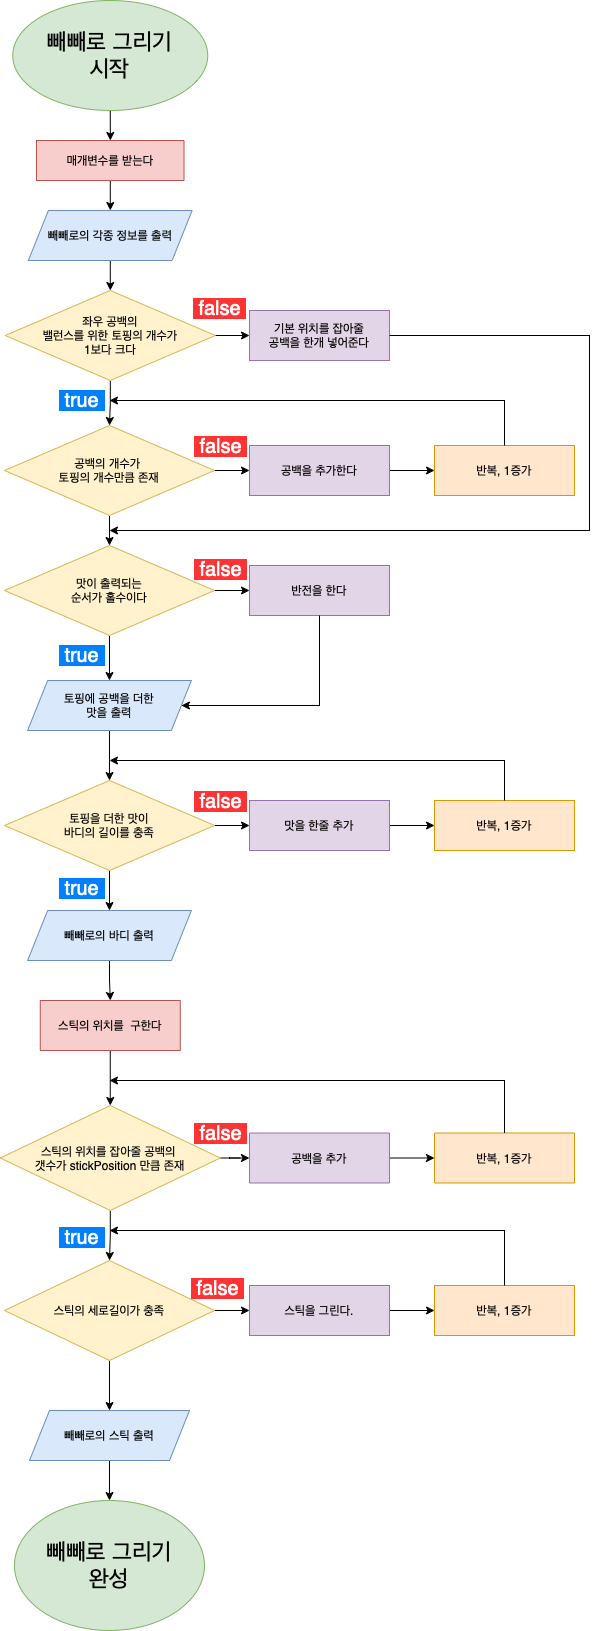 빼빼로 그리기
시작
매개변수를 받는다
빼빼로의 각종 정보를 출력
좌우 공백의
밸런스를 위한 토핑의 개수가
1보다 크다
false
기본 위치를 잡아줄
공백을 한개 넣어준다
true
공백의 개수가
토핑의 개수만큼 존재
false
공백을 추가한다
반복, 1증가
맛이 출력되는
순서가 홀수이다
false
반전을 한다
true
토핑에 공백을 더한
맛을 출력
토핑을 더한 맛이
바디의 길이를 충족
false
맛을 한줄 추가
반복, 1증가
true
빼빼로의 바디 출력
스틱의 위치를 구한다
스틱의 위치를 잡아줄 공백의
갯수가 stickPosition 만큼 존재
false
공백을 추가
반복, 1증가
true
스틱의 세로길이가 충족
false
스틱을 그린다.
반복, 1증가
빼빼로의 스틱 출력
빼빼로 그리기
완성